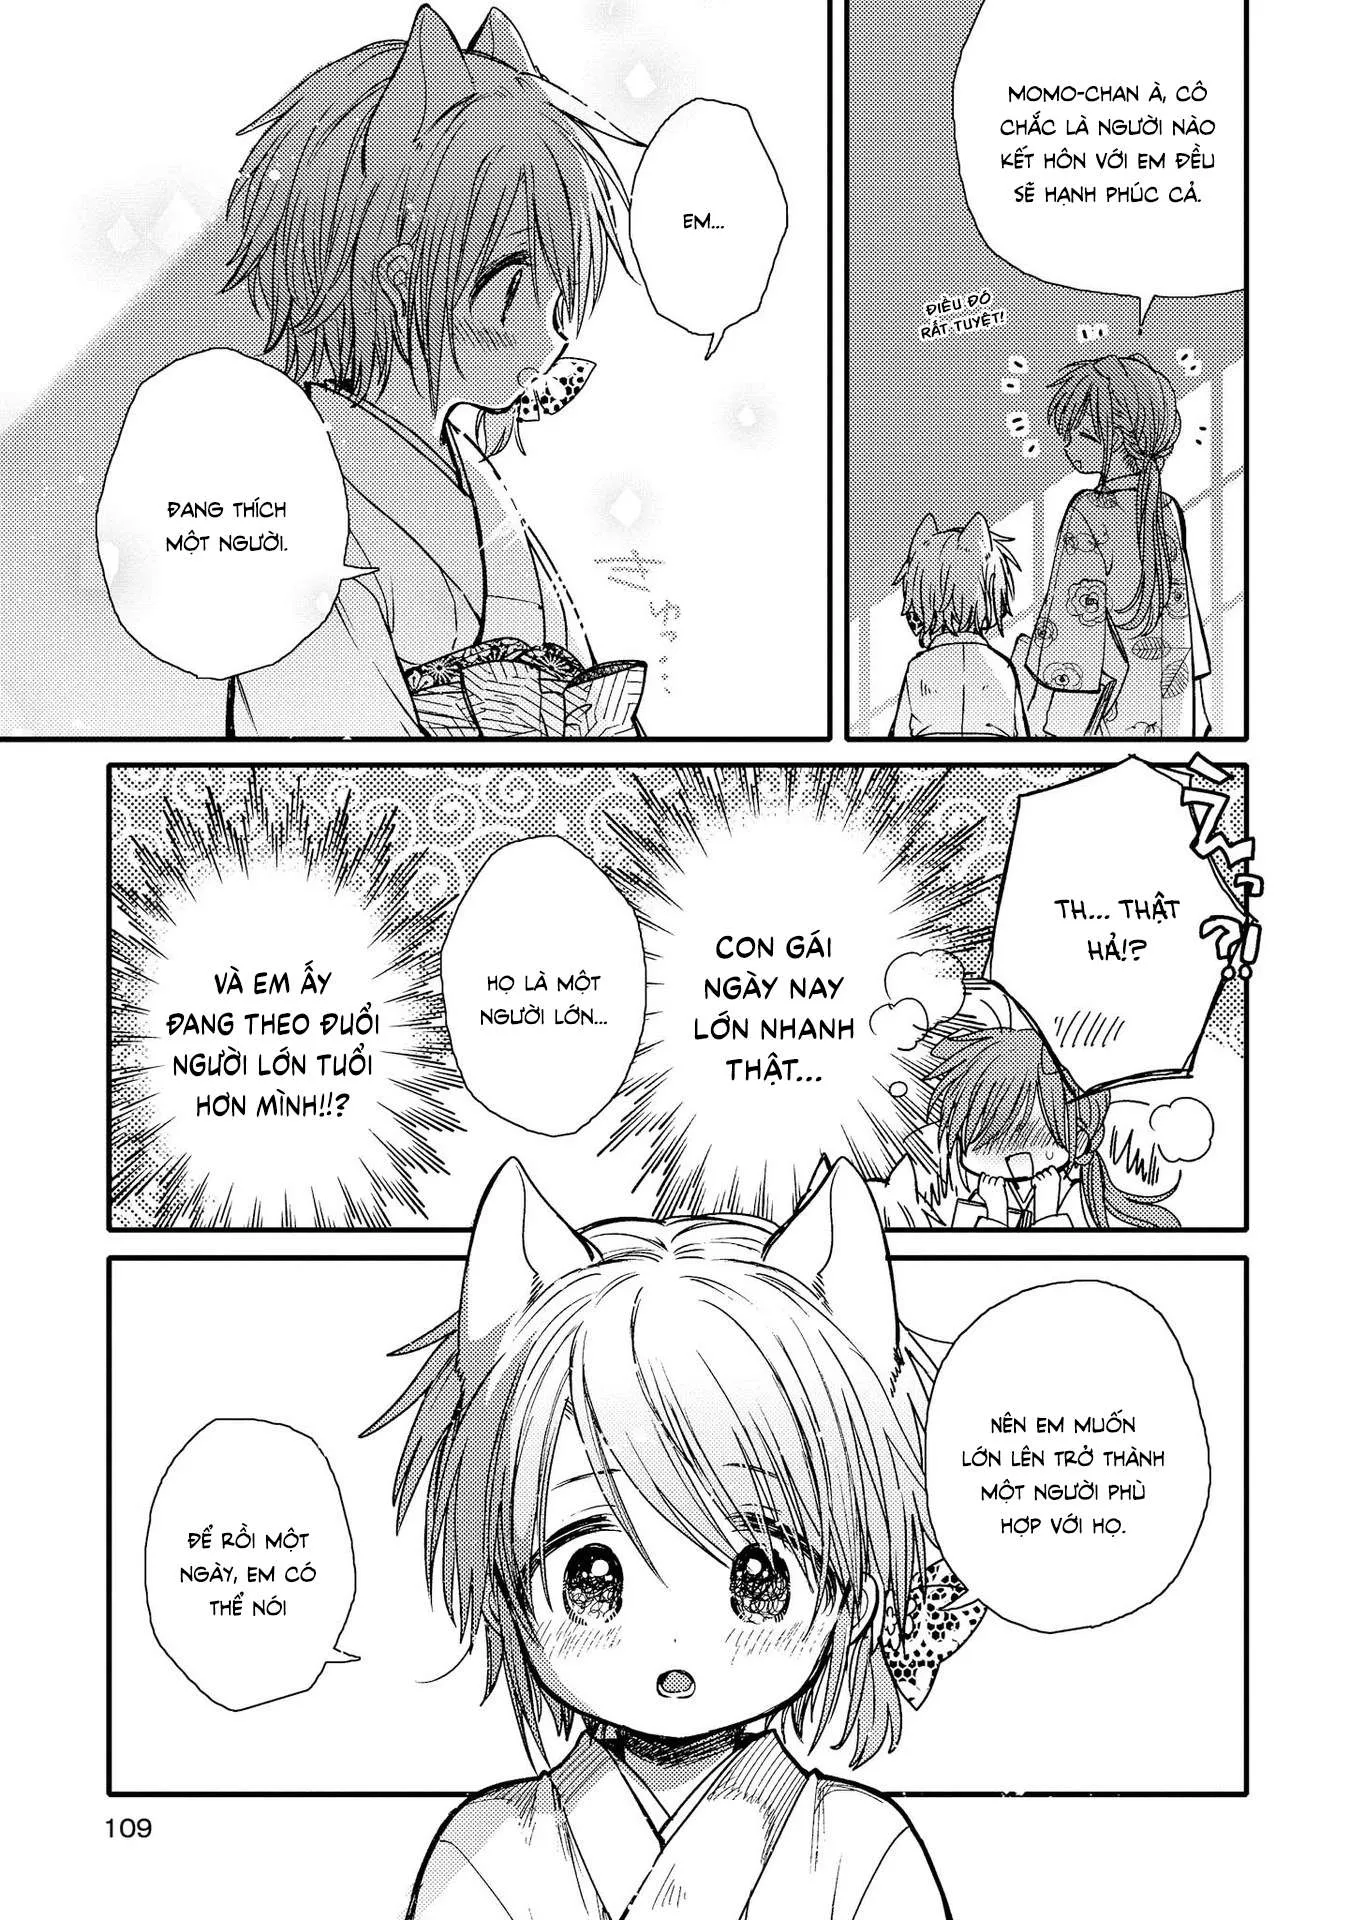 MOMO-CHAN À, CÔ
CHẮC LÀ NGƯỜI NÀO
KẾT HÔN VỚI EM ĐỀU
SẼ HẠNH PHÚC CẢ.
ĐIỀU ĐÓ
RẤT TUYỆT!
EM...
ĐANG THÍCH
MỘT NGƯỜI.
TH... THẬT
HẢ!?
CON GÁI
NGÀY NAY
LỚN NHANH
THẬT...
HỌ LÀ MỘT
NGƯỜI LỚN...
VÀ EM ẤY
ĐANG THEO ĐUỔI
NGƯỜI LỚN TUỔI
HƠN MÌNH!!?
NÊN EM MUỐN
LỚN LÊN TRỞ THÀNH
MỘT NGƯỜI PHÙ
HỢP VỚI HỌ.
ĐỂ RỒI MỘT
NGÀY, EM CÓ
THỂ NÓI
109